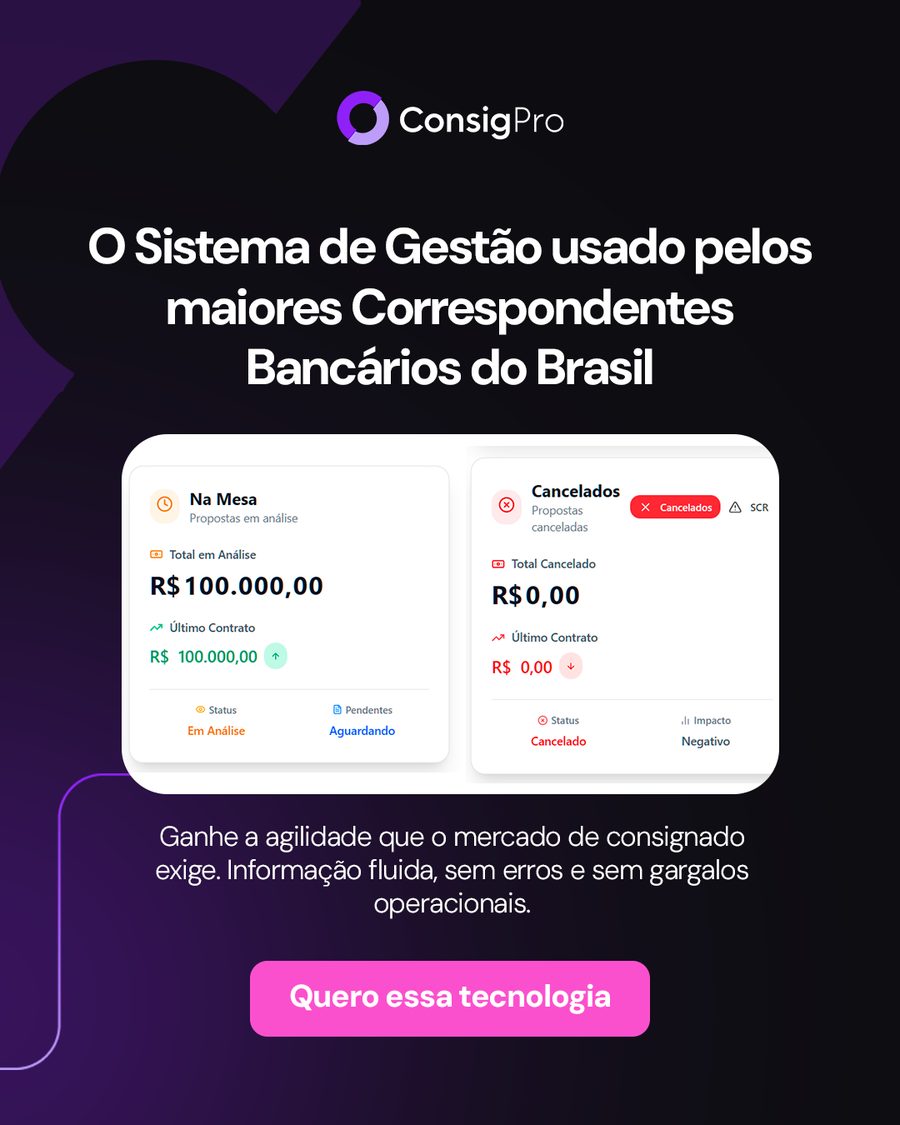 ConsigPro
O Sistema de Gestão usado pelos
maiores Correspondentes
Bancários do Brasil
Na Mesa
Propostas em análise
Total em Análise
R$ 100.000,00
Último Contrato
R$ 100.000,00
Status
Em Análise
Pendentes
Aguardando
Cancelados
Propostas
canceladas
Cancelados
SCR
Total Cancelado
R$ 0,00
Último Contrato
R$ 0,00
Status
Cancelado
Impacto
Negativo
Ganhe a agilidade que o mercado de consignado
exige. Informação fluida, sem erros e sem gargalos
operacionais.
Quero essa tecnologia